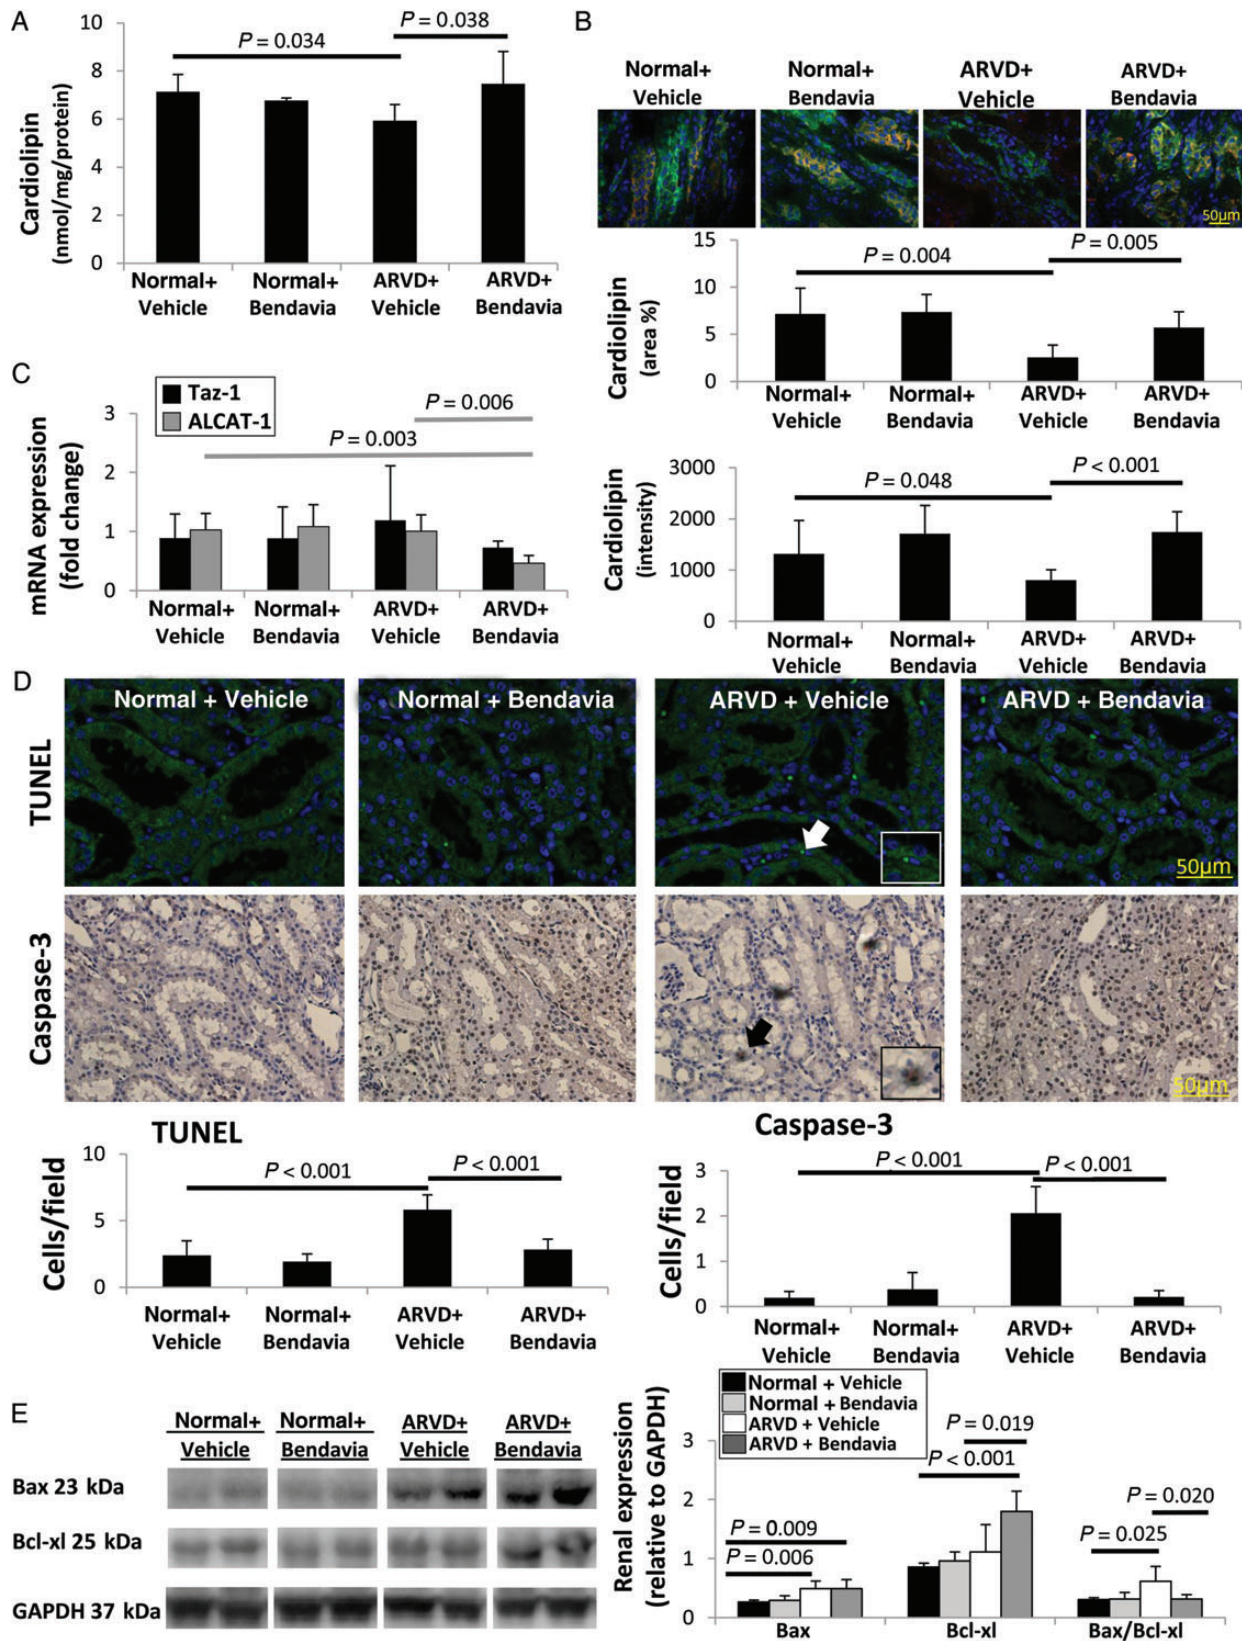 A
10
8
6
4
2
0
Cardiolipin
(nmol/mg/protein)
P = 0.034
P = 0.038
Normal+ Normal+ ARVD+ ARVD+
Vehicle Bendavia Vehicle Bendavia
B
Normal+ Normal+ ARVD+ ARVD+
Vehicle Bendavia Vehicle Bendavia
50µm
15
10
5
0
Cardiolipin
(area %)
P = 0.004
P = 0.005
Normal+ Normal+ ARVD+ ARVD+
Vehicle Bendavia Vehicle Bendavia
3000
2000
1000
0
Cardiolipin
(intensity)
P = 0.048
P < 0.001
Normal+ Normal+ ARVD+ ARVD+
Vehicle Bendavia Vehicle Bendavia
C
Taz-1
ALCAT-1
3
2
1
0
mRNA expression
(fold change)
P = 0.006
P = 0.003
Normal+ Normal+ ARVD+ ARVD+
Vehicle Bendavia Vehicle Bendavia
D
Normal + Vehicle
Normal + Bendavia
ARVD + Vehicle
ARVD + Bendavia
TUNEL
50µm
Caspase-3
50µm
TUNEL
10
5
0
Cells/field
P < 0.001
P < 0.001
Normal+ Normal+ ARVD+ ARVD+
Vehicle Bendavia Vehicle Bendavia
Caspase-3
3
2
1
0
Cells/field
P < 0.001
P < 0.001
Normal+ Normal+ ARVD+ ARVD+
Vehicle Bendavia Vehicle Bendavia
E
Normal+ Normal+ ARVD+ ARVD+
Vehicle Bendavia Vehicle Bendavia
Bax 23 kDa
Bcl-xl 25 kDa
GAPDH 37 kDa
Normal + Vehicle
Normal + Bendavia
ARVD + Vehicle
ARVD + Bendavia
3
2
1
0
Renal expression
(relative to GAPDH)
P = 0.019
P < 0.001
P = 0.009
P = 0.006
P = 0.020
P = 0.025
Bax Bcl-xl Bax/Bcl-xl